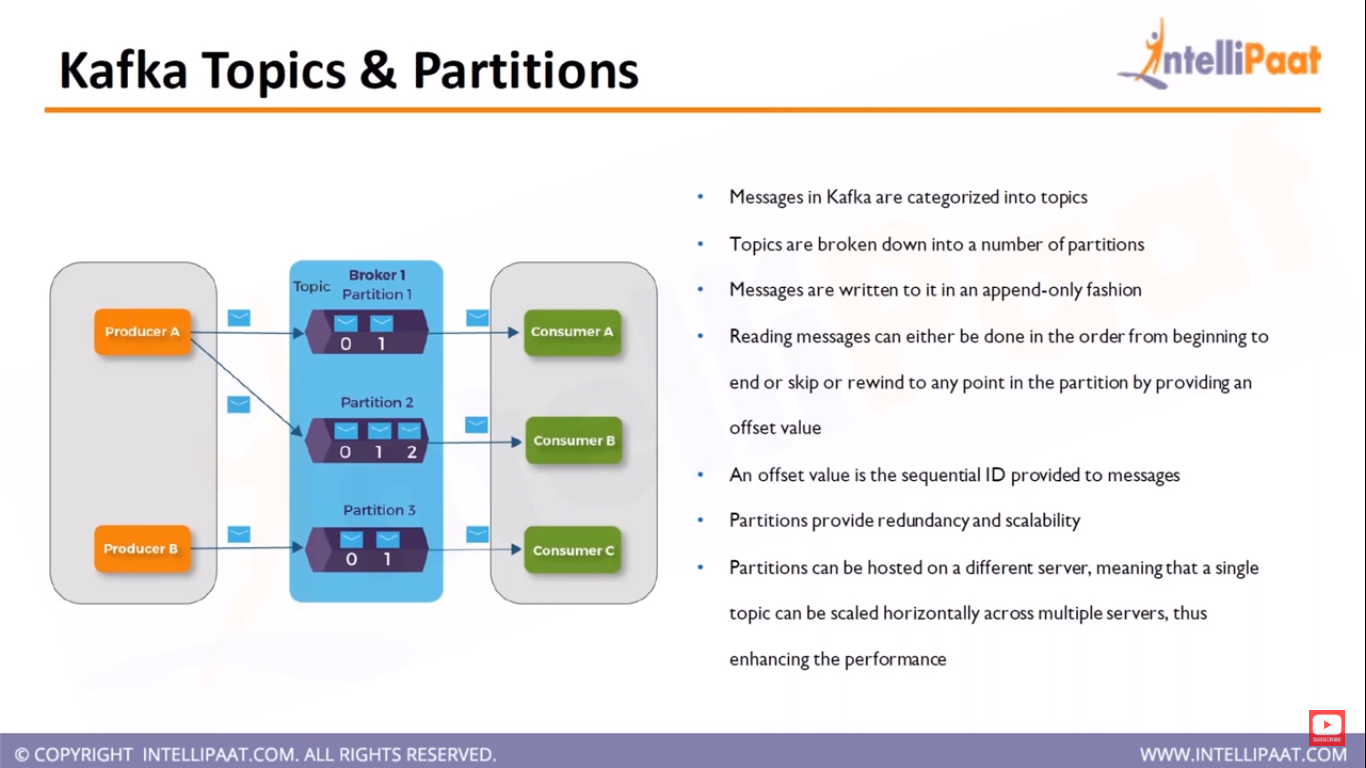 Kafka Topics & Partitions
IntelliPaat
• Messages in Kafka are categorized into topics
• Topics are broken down into a number of partitions
• Messages are written to it in an append-only fashion
• Reading messages can either be done in the order from beginning to
end or skip or rewind to any point in the partition by providing an
offset value
• An offset value is the sequential ID provided to messages
• Partitions provide redundancy and scalability
• Partitions can be hosted on a different server, meaning that a single
topic can be scaled horizontally across multiple servers, thus
enhancing the performance
Broker 1
Topic
Partition 1
Producer A
0 1
Consumer A
Partition 2
0 1 2
Consumer B
Partition 3
Producer B
0 1
Consumer C
SUBSCRIBE
© COPYRIGHT INTELLIPAAT.COM. ALL RIGHTS RESERVED.
WWW.INTELLIPAAT.COM